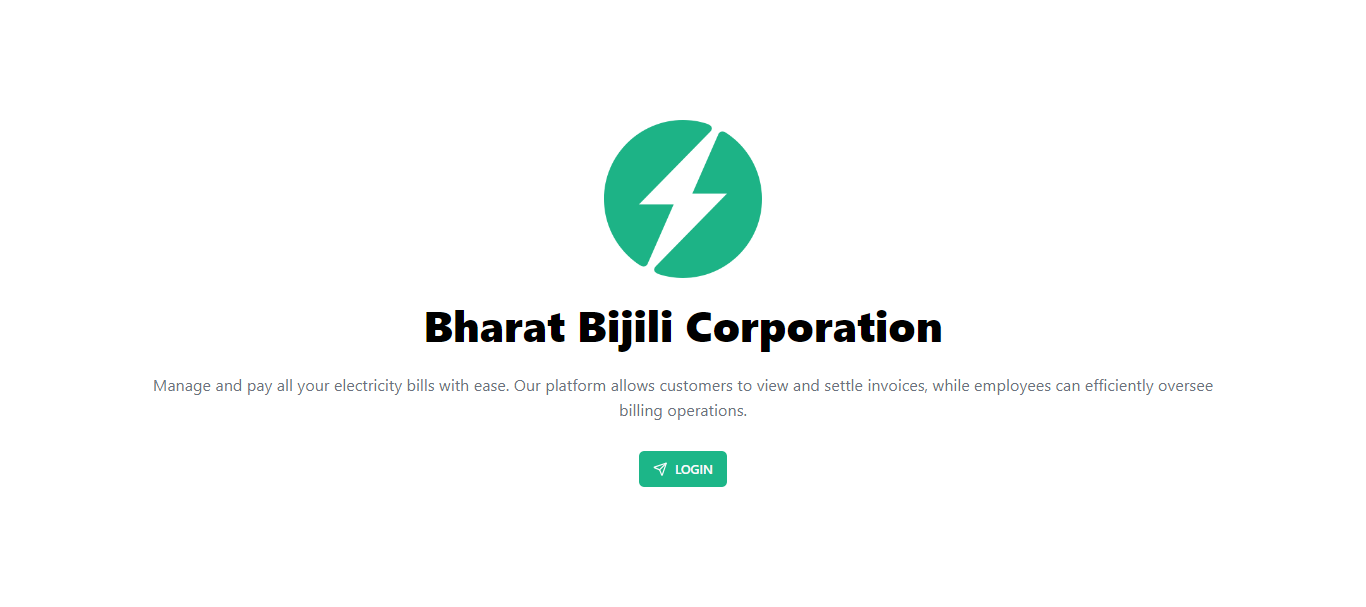 Bharat Bijili Corporation
Manage and pay all your electricity bills with ease. Our platform allows customers to view and settle invoices, while employees can efficiently oversee
billing operations.
LOGIN